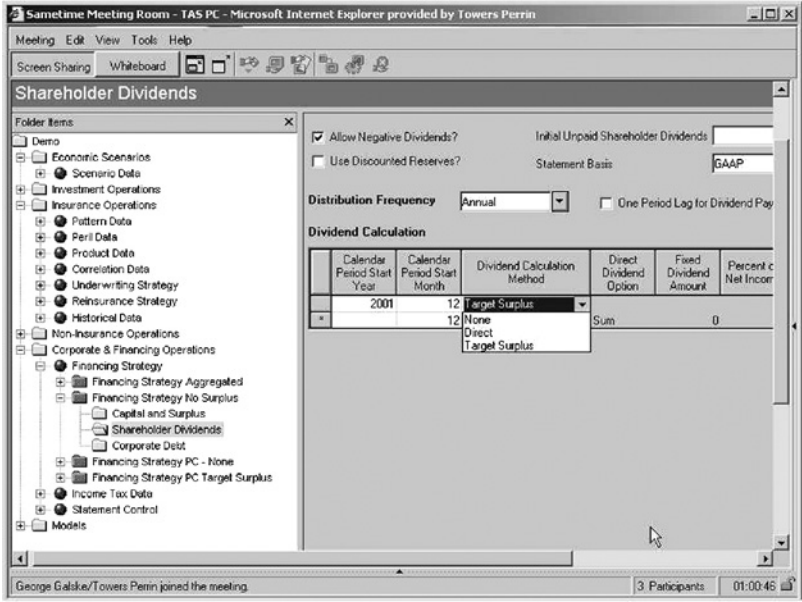 Sametime Meeting Room - TAS PC - Microsoft Internet Explorer provided by Towers Perrin
Meeting Edit View Tools Help
Screen Sharing Whiteboard
Shareholder Dividends
Folder Items
Demo
Economic Scenarios
Scenario Data
Investment Operations
Insurance Operations
Pattern Data
Peril Data
Product Data
Correlation Data
Underwriting Strategy
Reinsurance Strategy
Historical Data
Non-Insurance Operations
Corporate & Financing Operations
Financing Strategy
Financing Strategy Aggregated
Financing Strategy No Surplus
Capital and Surplus
Shareholder Dividends
Corporate Debt
Financing Strategy PC - None
Financing Strategy PC Target Surplus
Income Tax Data
Statement Control
Models
Allow Negative Dividends? Initial Unpaid Shareholder Dividends
Use Discounted Reserves? Statement Basis GAAP
Distribution Frequency Annual One Period Lag for Dividend Pay
Dividend Calculation
Calendar Period Start Year Calendar Period Start Month Dividend Calculation Method Direct Dividend Option Fixed Dividend Amount Percent o Net Incom
2001 12 Target Surplus
* 12 None Sum 0
Direct
Target Surplus
George Galske/Towers Perrin joined the meeting. 3 Participants 01:00:46